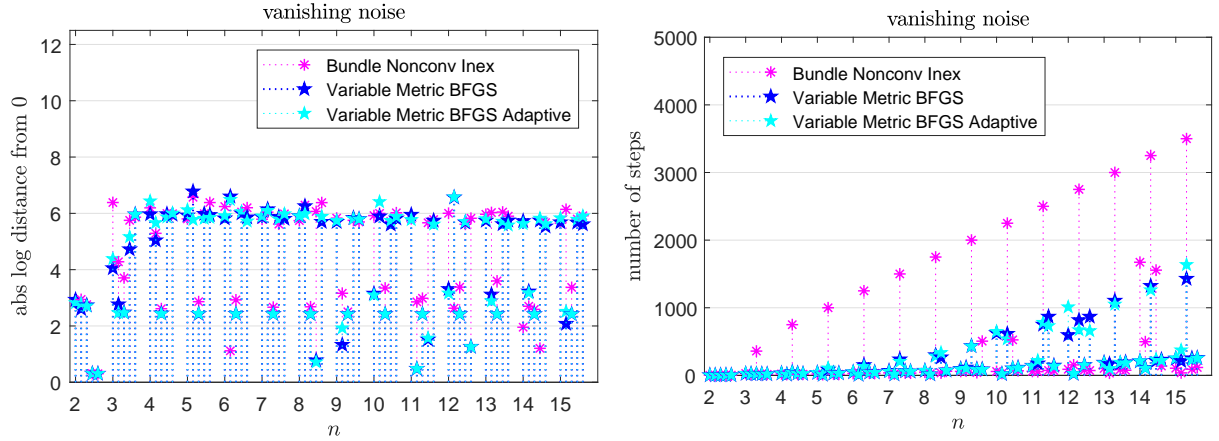 vanishing noise
12
10
8
6
4
2
0
abs log distance from 0
Bundle Nonconv Inex
Variable Metric BFGS
Variable Metric BFGS Adaptive
2 3 4 5 6 7 8 9 10 11 12 13 14 15
n
vanishing noise
5000
4000
3000
2000
1000
0
number of steps
Bundle Nonconv Inex
Variable Metric BFGS
Variable Metric BFGS Adaptive
2 3 4 5 6 7 8 9 10 11 12 13 14 15
n